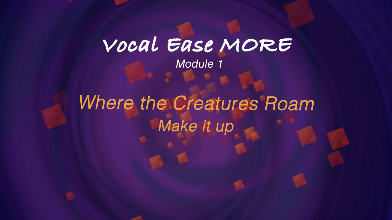 Vocal Ease MORE
Module 1
Where the Creatures Roam
Make it up